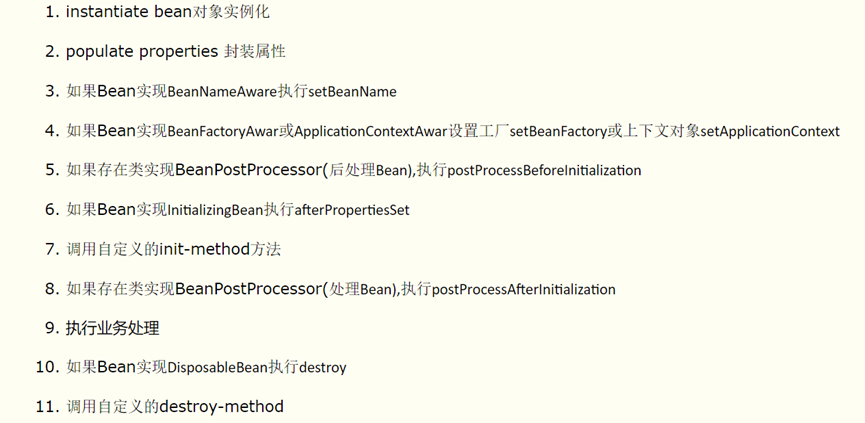 1. instantiate bean对象实例化
2. populate properties 封装属性
3. 如果Bean实现BeanNameAware执行setBeanName
4. 如果Bean实现BeanFactoryAwar或ApplicationContextAwar设置工厂setBeanFactory或上下文对象setApplicationContext
5. 如果存在类实现BeanPostProcessor(后处理Bean),执行postProcessBeforeInitialization
6. 如果Bean实现InitializingBean执行afterPropertiesSet
7. 调用自定义的init-method方法
8. 如果存在类实现BeanPostProcessor(处理Bean),执行postProcessAfterInitialization
9. 执行业务处理
10. 如果Bean实现DisposableBean执行destroy
11. 调用自定义的destroy-method